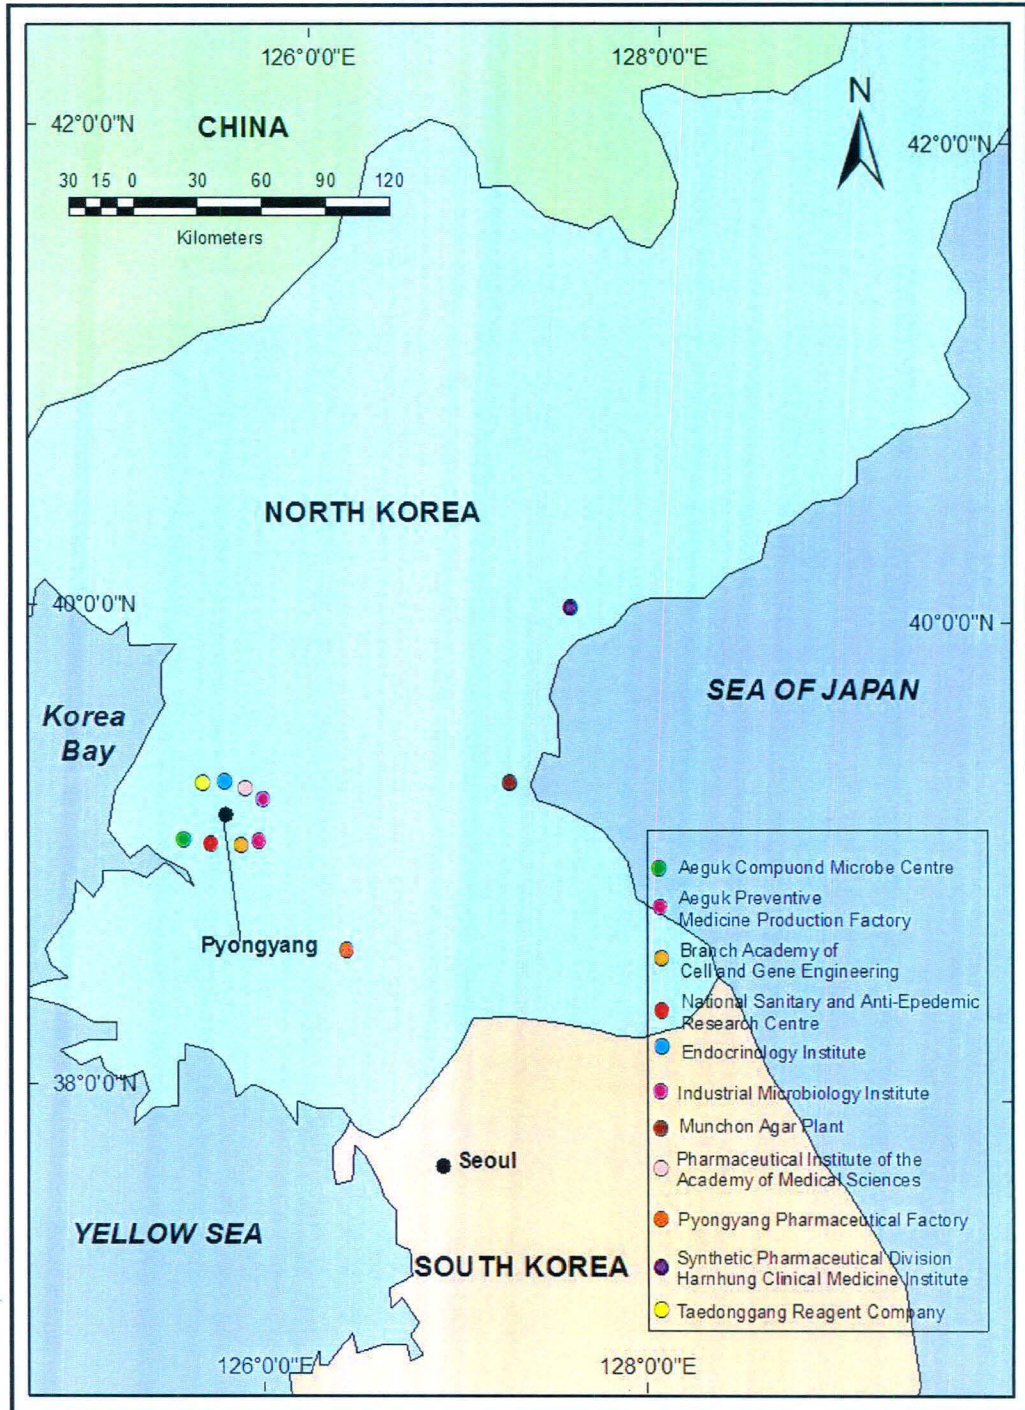 126°0'0"E
128°0'0"E
42°0'0"N
CHINA
N
42°0'0"N
30 15 0 30 60 90 120
Kilometers
NORTH KOREA
40°0'0"N
40°0'0"N
SEA OF JAPAN
Korea
Bay
Pyongyang
38°0'0"N
Seoul
YELLOW SEA
SOUTH KOREA
Aeguk Compuond Microbe Centre
Aeguk Preventive
Medicine Production Factory
Branch Academy of
Cell and Gene Engineering
National Sanitary and Anti-Epedemic
Research Centre
Endocrinology Institute
Industrial Microbiology Institute
Munchon Agar Plant
Pharmaceutical Institute of the
Academy of Medical Sciences
Pyongyang Pharmaceutical Factory
Synthetic Pharmaceutical Division
Harnhung Clinical Medicine Institute
Taedonggang Reagent Company
126°0'0"E
128°0'0"E